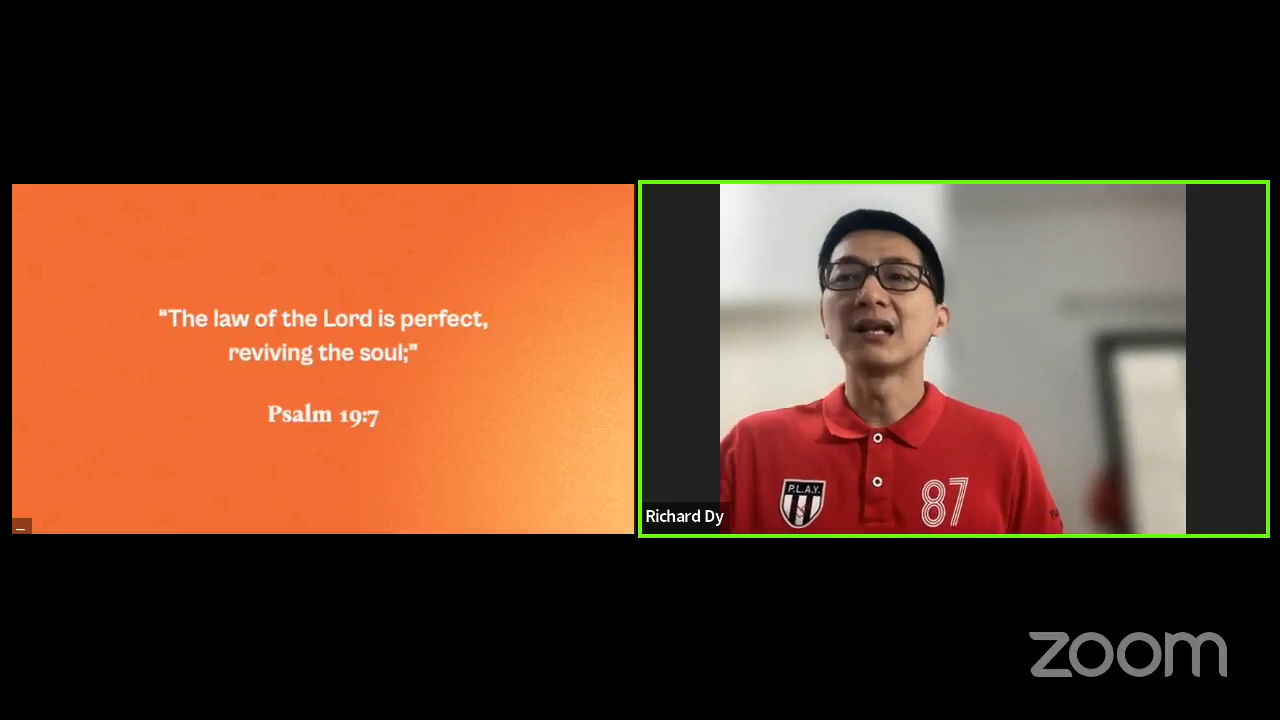 “The law of the Lord is perfect,
reviving the soul;”
Psalm 19:7
P.L.A.Y.
87
Richard Dy
zoom